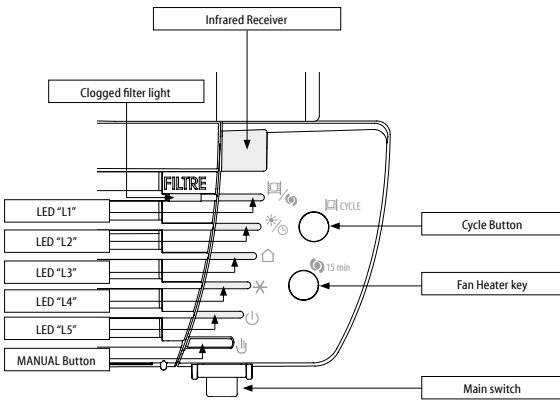 Infrared Receiver
Clogged filter light
FILTRE
LED “L1”
CYCLE
LED “L2”
Cycle Button
LED “L3”
15 min
Fan Heater key
LED “L4”
LED “L5”
MANUAL Button
Main switch